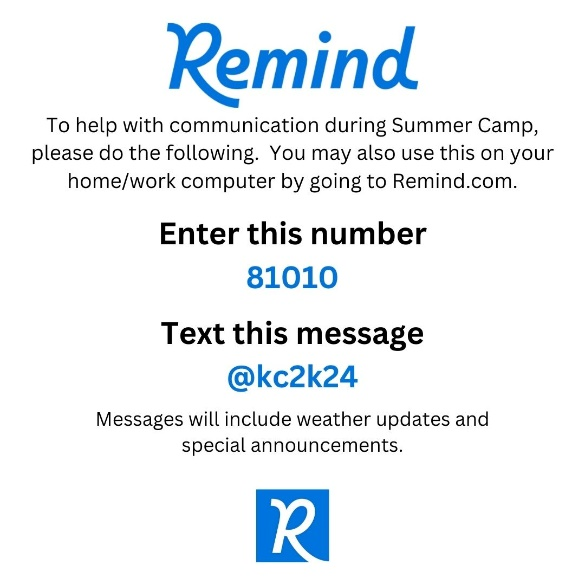 Remind
To help with communication during Summer Camp,
please do the following.  You may also use this on your
home/work computer by going to Remind.com.
Enter this number
81010
Text this message
@kc2k24
Messages will include weather updates and
special announcements.
R